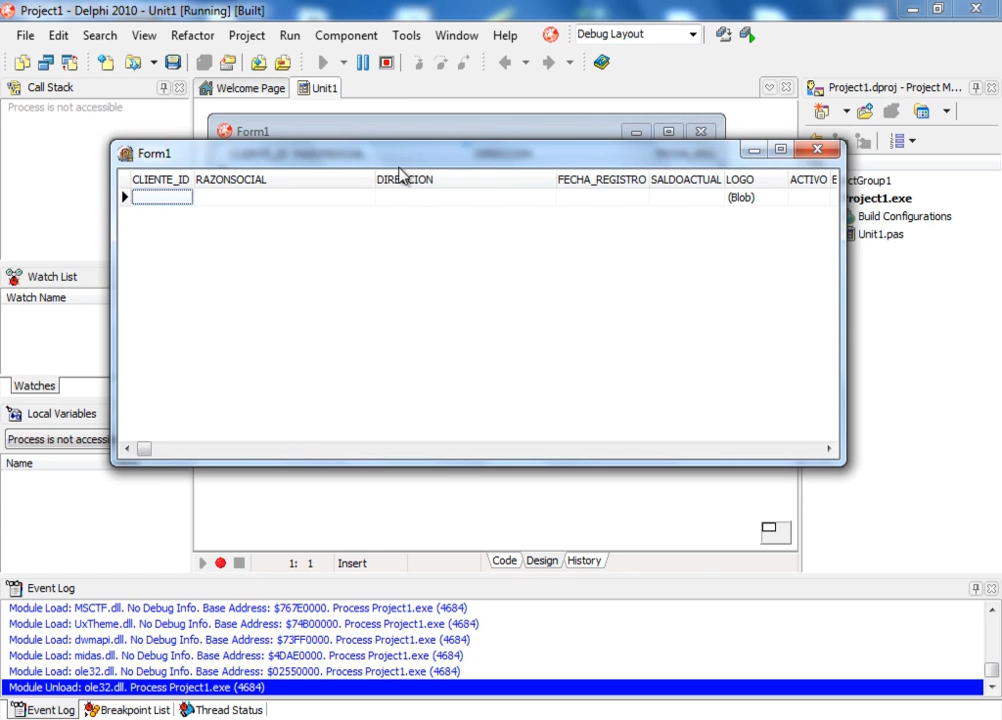 Project1 - Delphi 2010 - Unit1 [Running] [Built]
File Edit Search View Refactor Project Run Component Tools Window Help Debug Layout
Call Stack
Process is not accessible
Welcome Page
Unit1
Project1.dproj - Project M...
Form1
Form1
CLIENTE_ID RAZONSOCIAL DIRECCION FECHA_REGISTRO SALDOACTUAL LOGO ACTIVO E
(Blob)
ectGroup1
roject1.exe
Build Configurations
Unit1.pas
Watch List
Watch Name
Watches
Local Variables
Process is not accessi
Name
1: 1 Insert
Code Design History
Event Log
Module Load: MSCTF.dll. No Debug Info. Base Address: $767E0000. Process Project1.exe (4684)
Module Load: UxTheme.dll. No Debug Info. Base Address: $74B00000. Process Project1.exe (4684)
Module Load: dwmapi.dll. No Debug Info. Base Address: $73FF0000. Process Project1.exe (4684)
Module Load: midas.dll. No Debug Info. Base Address: $4DAE0000. Process Project1.exe (4684)
Module Load: ole32.dll. No Debug Info. Base Address: $02550000. Process Project1.exe (4684)
Module Unload: ole32.dll. Process Project1.exe (4684)
Event Log Breakpoint List Thread Status